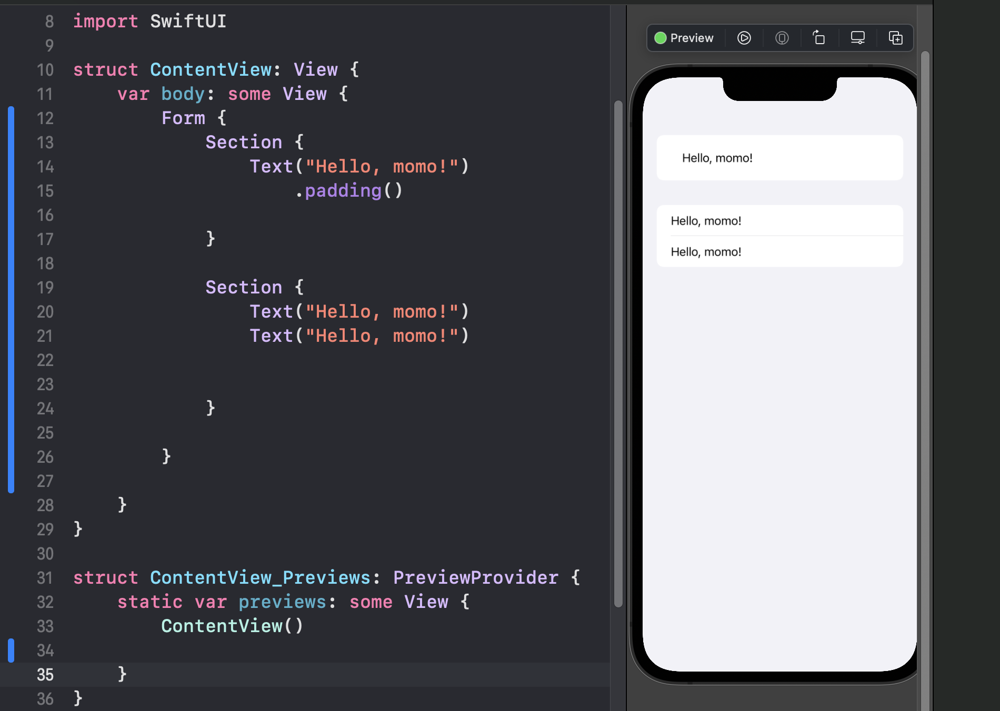 8 import SwiftUI
9
10 struct ContentView: View {
11     var body: some View {
12         Form {
13             Section {
14                 Text("Hello, momo!")
15                     .padding()
16
17             }
18
19             Section {
20                 Text("Hello, momo!")
21                 Text("Hello, momo!")
22
23
24             }
25
26         }
27
28     }
29 }
30
31 struct ContentView_Previews: PreviewProvider {
32     static var previews: some View {
33         ContentView()
34
35     }
36 }
Preview
Hello, momo!
Hello, momo!
Hello, momo!